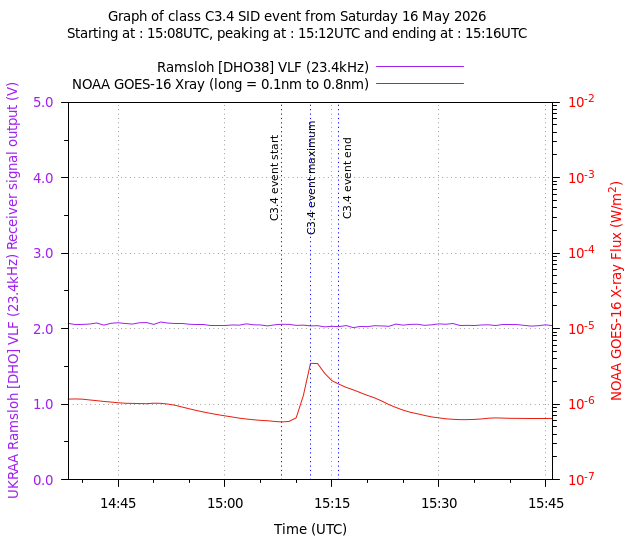 Graph of class C3.4 SID event from Saturday 16 May 2026
Starting at : 15:08UTC, peaking at : 15:12UTC and ending at : 15:16UTC
Ramsloh [DHO38] VLF (23.4kHz)
NOAA GOES-16 Xray (long = 0.1nm to 0.8nm)
UKRAA Ramsloh [DHO] VLF (23.4kHz) Receiver signal output (V)
5.0
4.0
3.0
2.0
1.0
0.0
C3.4 event start
C3.4 event maximum
C3.4 event end
10⁻²
10⁻³
10⁻⁴
10⁻⁵
10⁻⁶
10⁻⁷
NOAA GOES-16 X-ray Flux (W/m²)
14:45 15:00 15:15 15:30 15:45
Time (UTC)